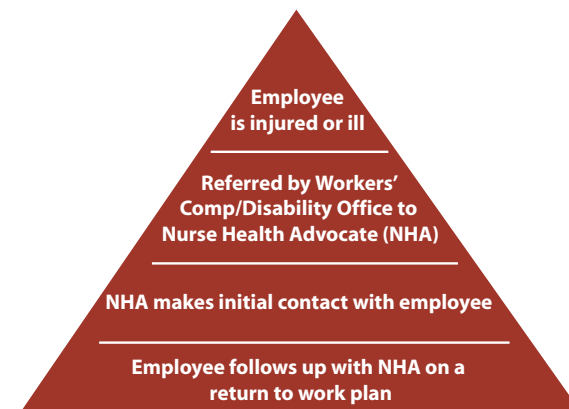 Employee
is injured or ill
Referred by Workers’
Comp/Disability Office to
Nurse Health Advocate (NHA)
NHA makes initial contact with employee
Employee follows up with NHA on a
return to work plan